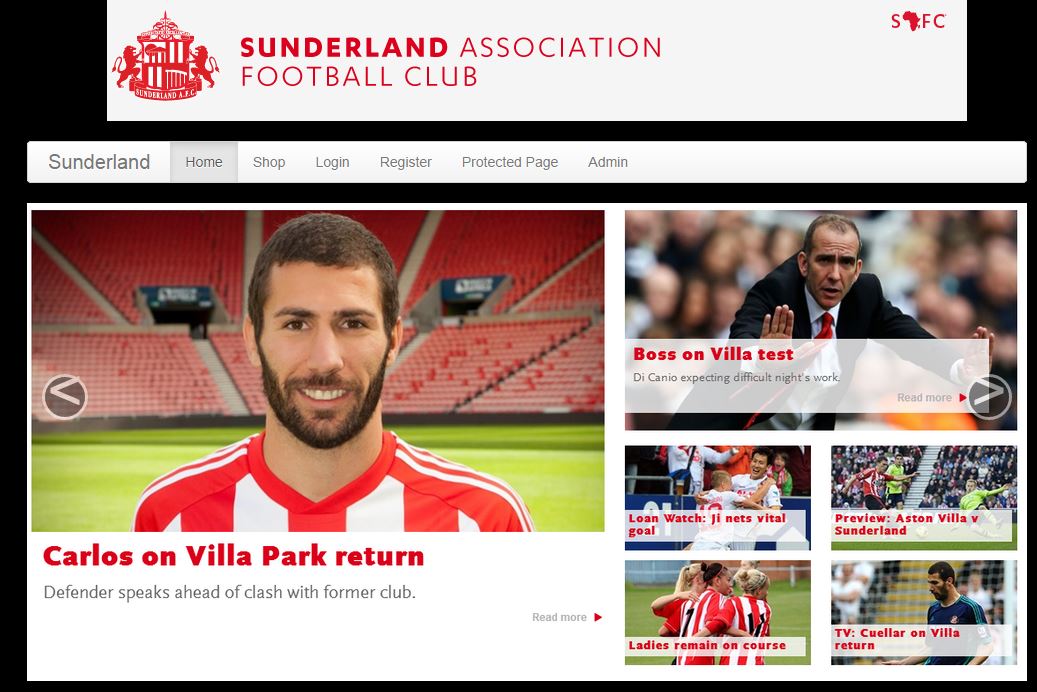 SUNDERLAND A.F.C
SUNDERLAND ASSOCIATION
FOOTBALL CLUB
S FC
Sunderland Home Shop Login Register Protected Page Admin
Carlos on Villa Park return
Defender speaks ahead of clash with former club.
Read more
Boss on Villa test
Di Canio expecting difficult night's work.
Read more
Loan Watch: Ji nets vital
goal
Preview: Aston Villa v
Sunderland
Ladies remain on course
TV: Cuellar on Villa
return